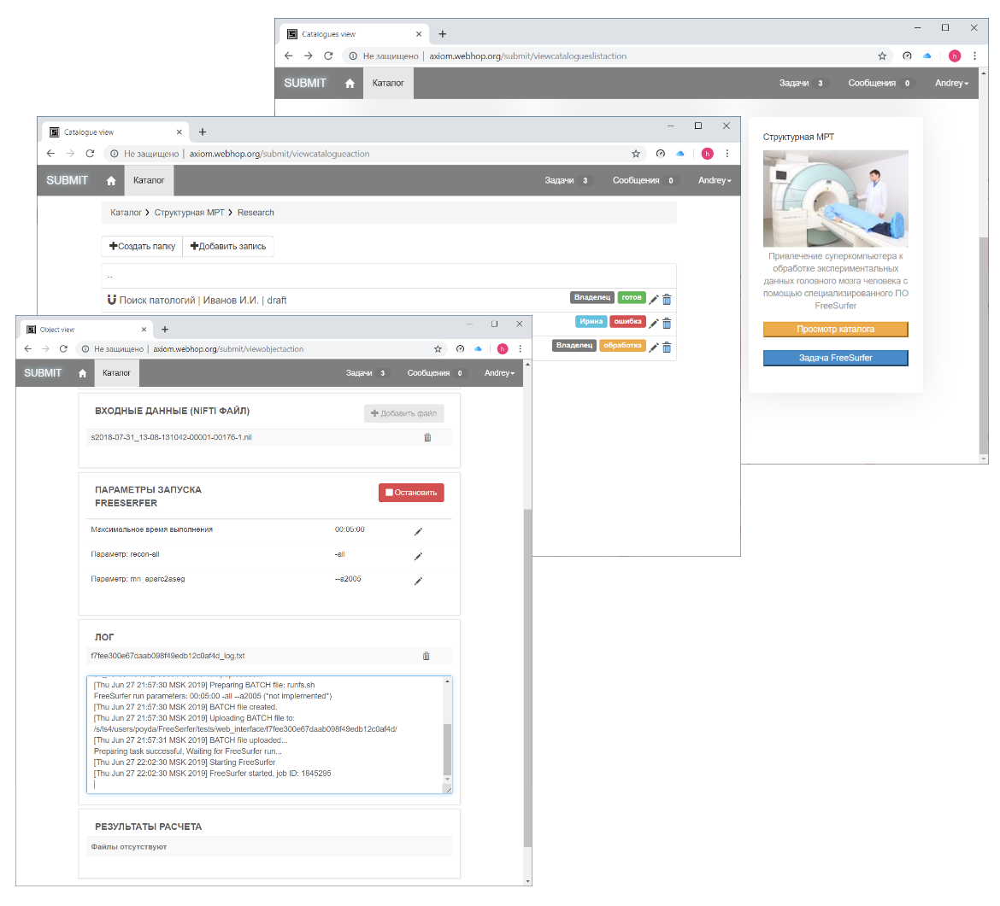 Catalogues view
Не защищено | axiom.webhop.org/submit/viewcatalogueslistaction
h
SUBMIT Каталог Задачи 3 Сообщения 0 Andrey
Структурная МРТ
Привлечение суперкомпьютера к
обработке экспериментальных
данных головного мозга человека с
помощью специализированного ПО
FreeSurfer
Просмотр каталога
Задача FreeSurfer
Catalogue view
Не защищено | axiom.webhop.org/submit/viewcatalogueaction
h
SUBMIT Каталог Задачи 3 Сообщения 0 Andrey
Каталог Структурная МРТ Research
Создать папку Добавить запись
..
Поиск патологий | Иванов И.И. | draft Владелец готов
Ирина ошибка
Владелец обработка
Object view
Не защищено | axiom.webhop.org/submit/viewobjectaction
h
SUBMIT Каталог Задачи 3 Сообщения 0 Andrey
ВХОДНЫЕ ДАННЫЕ (NIFTI ФАЙЛ) Добавить файл
s2018-07-31_13-08-131042-00001-00176-1.nii
ПАРАМЕТРЫ ЗАПУСКА
FREESERFER
Остановить
Максимальное время выполнения 00:05:00
Параметр: recon-all -all
Параметр: mri_aparc2aseg --a2005
ЛОГ
f7fee300e67daab098f49edb12c0af4d_log.txt
[Thu Jun 27 21:57:30 MSK 2019] Preparing BATCH file: runfs.sh
FreeSurfer run parameters: 00:05:00 -all --a2005 (*not implemented*)
[Thu Jun 27 21:57:30 MSK 2019] BATCH file created.
[Thu Jun 27 21:57:30 MSK 2019] Uploading BATCH file to:
/s/ls4/users/poyda/FreeSerfer/tests/web_interface/f7fee300e67daab098f49edb12c0af4d/
[Thu Jun 27 21:57:31 MSK 2019] BATCH file uploaded...
Preparing task successful, Waiting for FreeSurfer run...
[Thu Jun 27 22:02:30 MSK 2019] Starting FreeSurfer
[Thu Jun 27 22:02:30 MSK 2019] FreeSurfer started, job ID: 1845295
РЕЗУЛЬТАТЫ РАСЧЕТА
Файлы отсутствуют